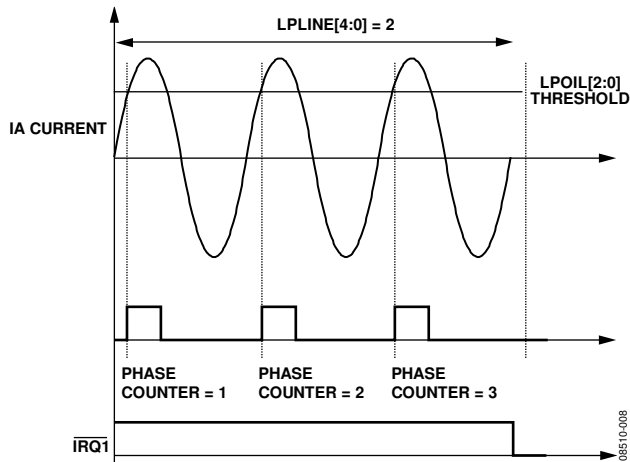 LPLINE[4:0] = 2
LPOIL[2:0]
THRESHOLD
IA CURRENT
PHASE
COUNTER = 1
PHASE
COUNTER = 2
PHASE
COUNTER = 3
IRQ1
08510-008